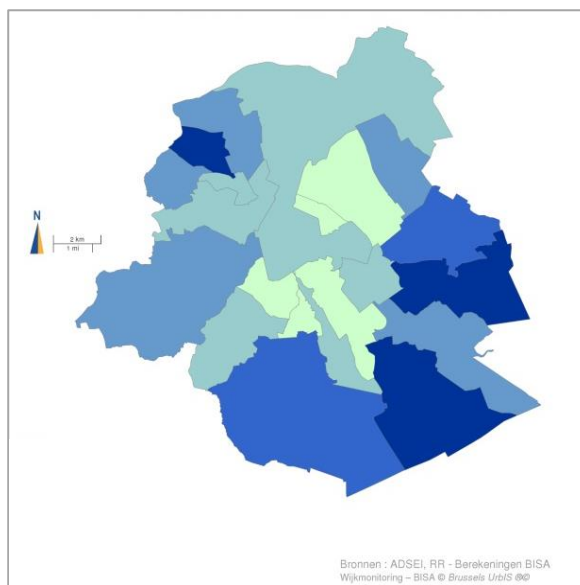 N
2 km
1 mi
Bronnen : ADSEI, RR - Berekeningen BISA
Wijkmonitoring – BISA © Brussels UrbIS ®©